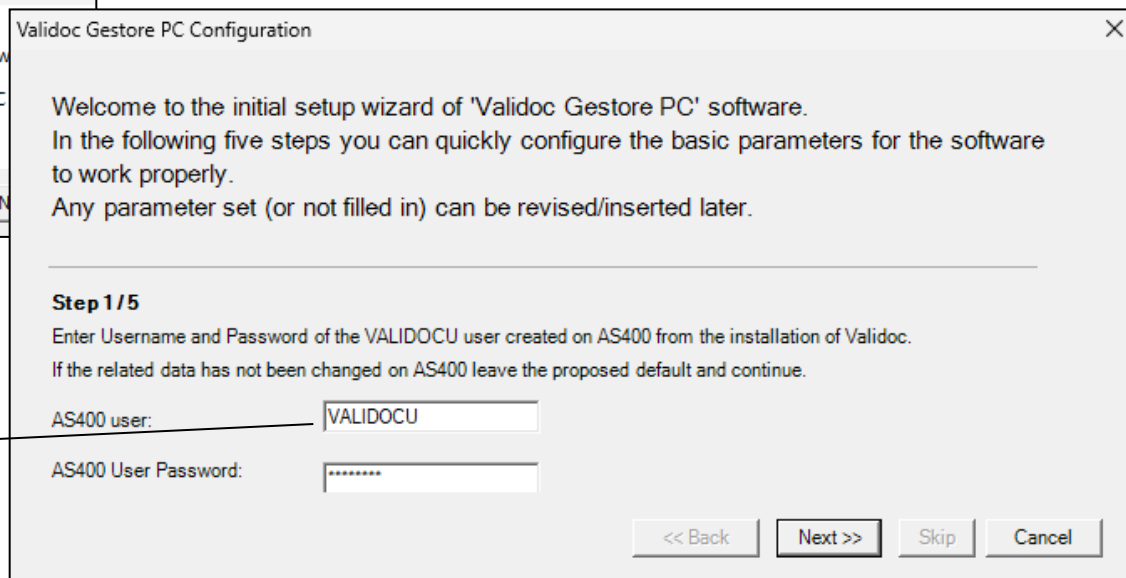 Validoc Gestore PC Configuration
Welcome to the initial setup wizard of 'Validoc Gestore PC' software.
In the following five steps you can quickly configure the basic parameters for the software
to work properly.
Any parameter set (or not filled in) can be revised/inserted later.
Step 1/5
Enter Username and Password of the VALIDOCU user created on AS400 from the installation of Validoc.
If the related data has not been changed on AS400 leave the proposed default and continue.
AS400 user: VALIDOCU
AS400 User Password: ********
<< Back Next >> Skip Cancel